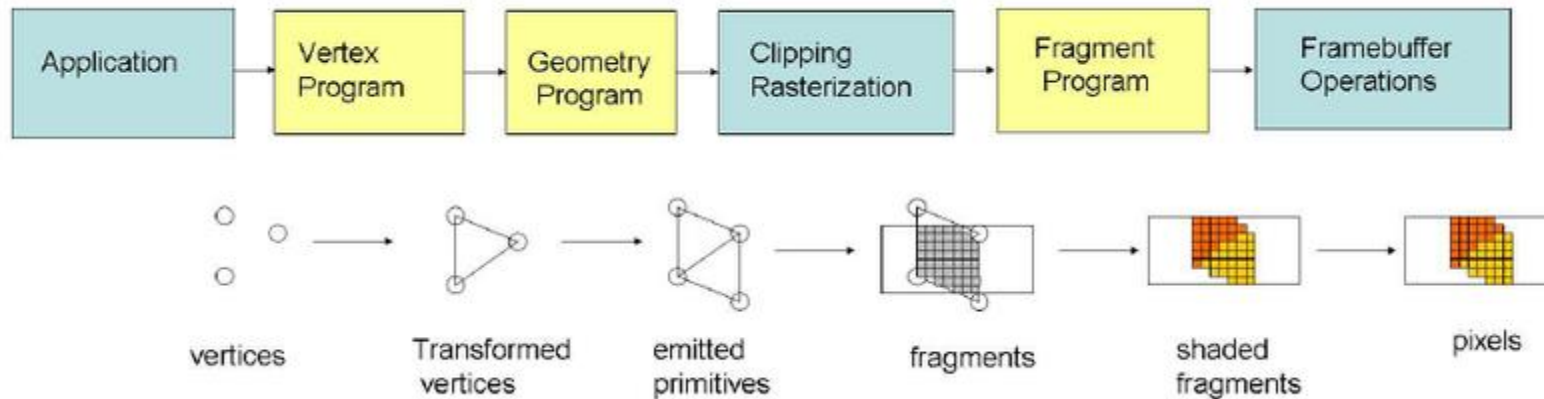 Application
Vertex
Program
Geometry
Program
Clipping
Rasterization
Fragment
Program
Framebuffer
Operations
vertices
Transformed
vertices
emitted
primitives
fragments
shaded
fragments
pixels